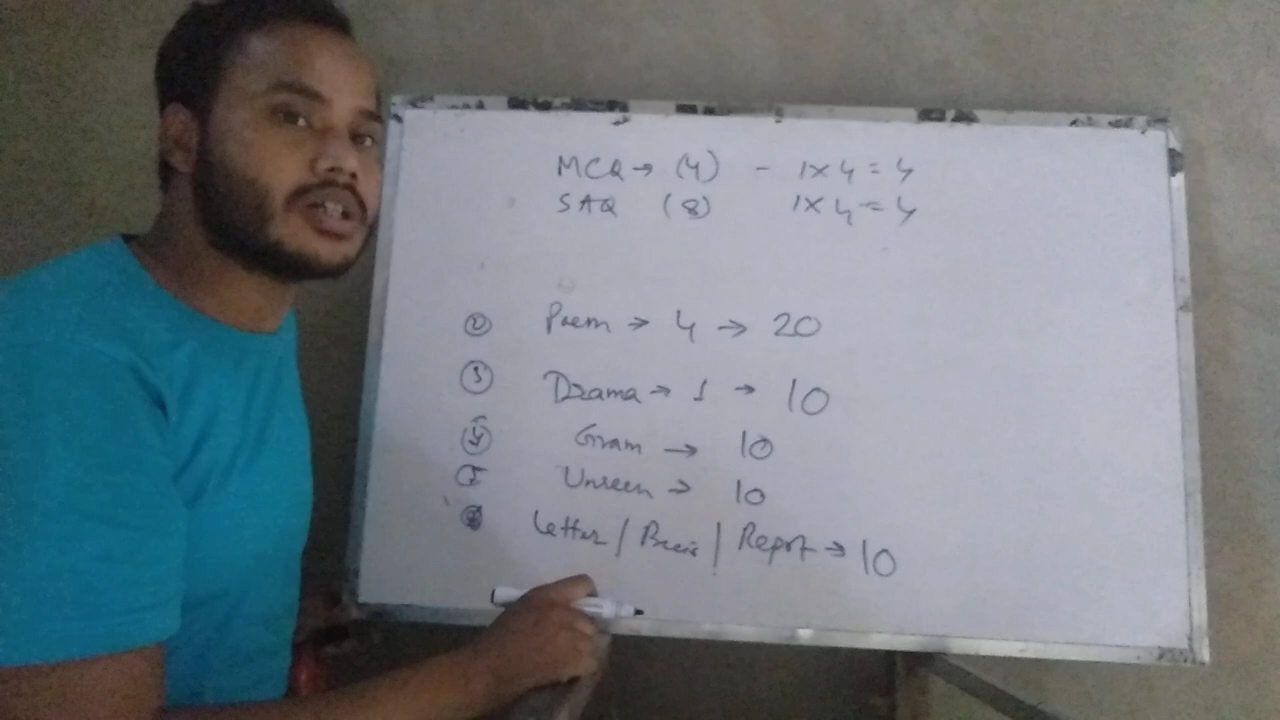 MCQ → (4) - 1 × 4 = 4
SAQ (8) 1 × 4 = 4
② Poem → 4 → 20
③ Drama → 1 → 10
④ Gram → 10
⑤ Unseen → 10
Letter / Precis / Report → 10